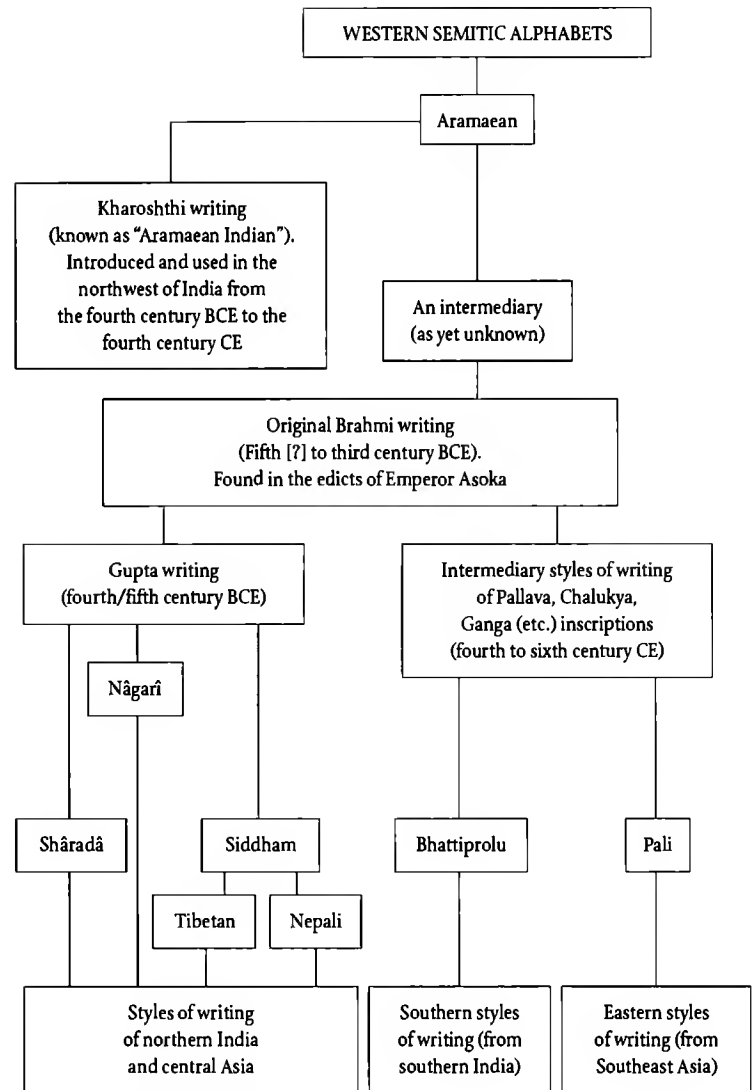 WESTERN SEMITIC ALPHABETS
Aramaean
Kharoshthi writing
(known as “Aramaean Indian”).
Introduced and used in the
northwest of India from
the fourth century BCE to the
fourth century CE
An intermediary
(as yet unknown)
Original Brahmi writing
(Fifth [?] to third century BCE).
Found in the edicts of Emperor Asoka
Gupta writing
(fourth/fifth century BCE)
Intermediary styles of writing
of Pallava, Chalukya,
Ganga (etc.) inscriptions
(fourth to sixth century CE)
Nâgarî
Shâradâ
Siddham
Bhattiprolu
Pali
Tibetan
Nepali
Styles of writing
of northern India
and central Asia
Southern styles
of writing (from
southern India)
Eastern styles
of writing (from
Southeast Asia)